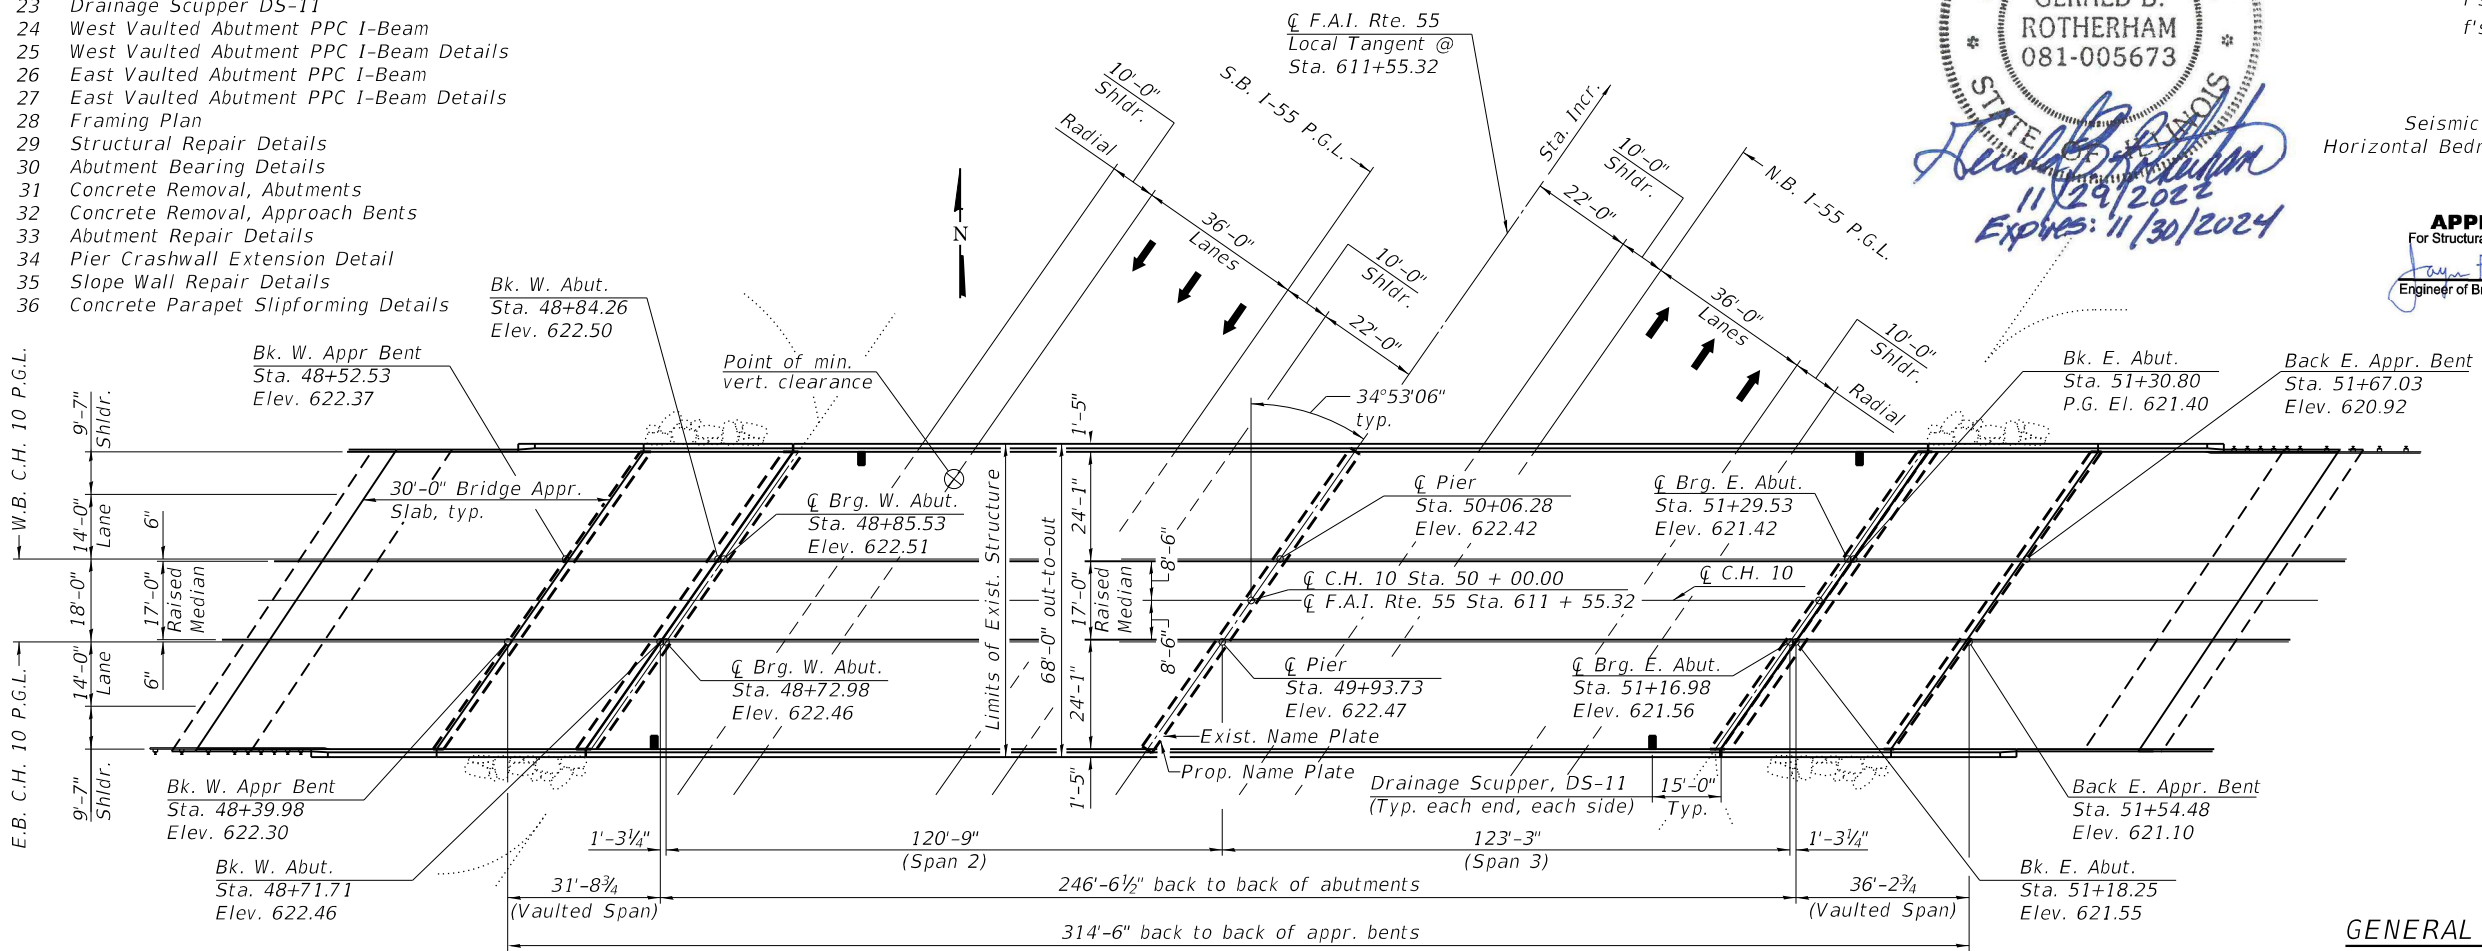 23 Drainage Scupper DS-11
24 West Vaulted Abutment PPC I-Beam
25 West Vaulted Abutment PPC I-Beam Details
26 East Vaulted Abutment PPC I-Beam
27 East Vaulted Abutment PPC I-Beam Details
28 Framing Plan
29 Structural Repair Details
30 Abutment Bearing Details
31 Concrete Removal, Abutments
32 Concrete Removal, Approach Bents
33 Abutment Repair Details
34 Pier Crashwall Extension Detail
35 Slope Wall Repair Details
36 Concrete Parapet Slipforming Details
GERALD B.
ROTHERHAM
081-005673
STATE OF ILLINOIS
11/29/2022
Expires: 11/30/2024
Seismic
Horizontal Bedr
APP
For Structura
Engineer of B
℄ F.A.I. Rte. 55
Local Tangent @
Sta. 611+55.32
10'-0"
Shldr.
Radial
S.B. I-55 P.G.L.
36'-0"
Lanes
10'-0"
Shldr.
22'-0"
Sta. Incr.
10'-0"
Shldr.
22'-0"
N.B. I-55 P.G.L.
36'-0"
Lanes
10'-0"
Shldr.
Radial
N
34°53'06"
typ.
Bk. W. Abut.
Sta. 48+84.26
Elev. 622.50
Bk. W. Appr Bent
Sta. 48+52.53
Elev. 622.37
Point of min.
vert. clearance
Bk. E. Abut.
Sta. 51+30.80
P.G. El. 621.40
Back E. Appr. Bent
Sta. 51+67.03
Elev. 620.92
W.B. C.H. 10 P.G.L.
E.B. C.H. 10 P.G.L.
9'-7"
Shldr.
14'-0"
Lane
18'-0"
14'-0"
Lane
9'-7"
Shldr.
6"
17'-0"
Raised
Median
6"
30'-0" Bridge Appr.
Slab, typ.
℄ Brg. W. Abut.
Sta. 48+85.53
Elev. 622.51
Limits of Exist. Structure
68'-0" out-to-out
1'-5"
24'-1"
17'-0"
Raised
Median
24'-1"
1'-5"
8'-6"
8'-6"
℄ Pier
Sta. 50+06.28
Elev. 622.42
℄ Brg. E. Abut.
Sta. 51+29.53
Elev. 621.42
℄ C.H. 10 Sta. 50 + 00.00
℄ F.A.I. Rte. 55 Sta. 611 + 55.32
℄ C.H. 10
℄ Brg. W. Abut.
Sta. 48+72.98
Elev. 622.46
℄ Pier
Sta. 49+93.73
Elev. 622.47
℄ Brg. E. Abut.
Sta. 51+16.98
Elev. 621.56
Exist. Name Plate
Prop. Name Plate
Drainage Scupper, DS-11
(Typ. each end, each side)
15'-0"
Typ.
Bk. W. Appr Bent
Sta. 48+39.98
Elev. 622.30
Bk. W. Abut.
Sta. 48+71.71
Elev. 622.46
Back E. Appr. Bent
Sta. 51+54.48
Elev. 621.10
Bk. E. Abut.
Sta. 51+18.25
Elev. 621.55
1'-3¼"
120'-9"
(Span 2)
123'-3"
(Span 3)
1'-3¼"
31'-8¾
(Vaulted Span)
246'-6½" back to back of abutments
36'-2¾
(Vaulted Span)
314'-6" back to back of appr. bents
GENERAL